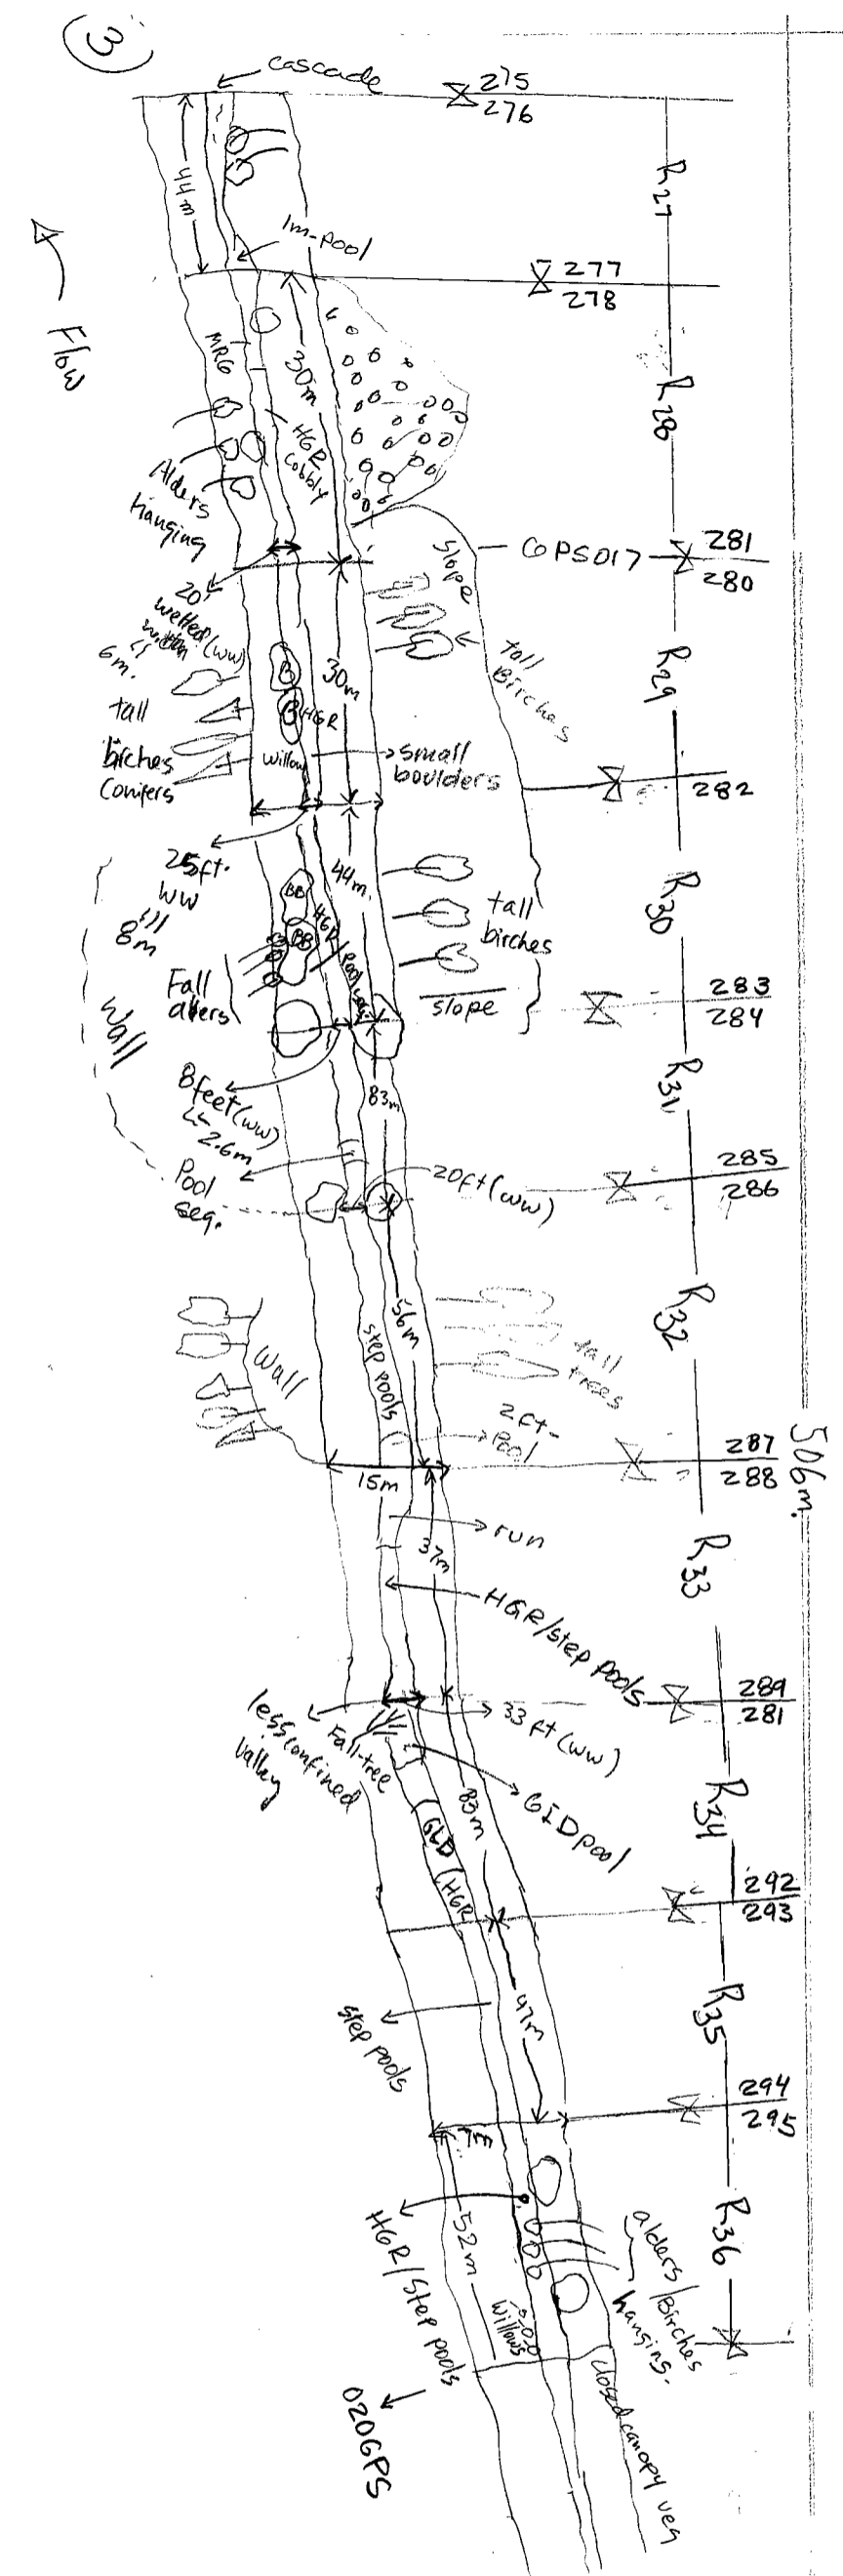 3
cascade
275
276
44m
R27
1m-pool
277
278
Flow
MRG
30m
R28
HGR
cobbly
Alders
hanging
slope
GPS017
281
280
20'
wetted (ww)
6m.
tall
Birches
R29
30m
HGR
tall
birches
conifers
willow
small
boulders
282
25ft.
ww
8m
44m.
BB
BB
HGR/
R30
tall
birches
Fall
alders
slope
283
284
Wall
R31
8feet (ww)
2.6m
83m
Pool
seq.
20ft (ww)
285
286
R32
56m
step pools
Wall
tall
trees
2ft-
Pool
287
288
506m.
15m
run
37m
R33
HGR/step pools
289
281
less confined
valley
Fall-tree
33 ft (ww)
83m
GLD pool
R34
GLD
HGR
292
293
step pools
47m
R35
294
295
7m
HGR/Step pools
52m
R36
alders/Birches
hanging.
willows
closed canopy veg
020GPS